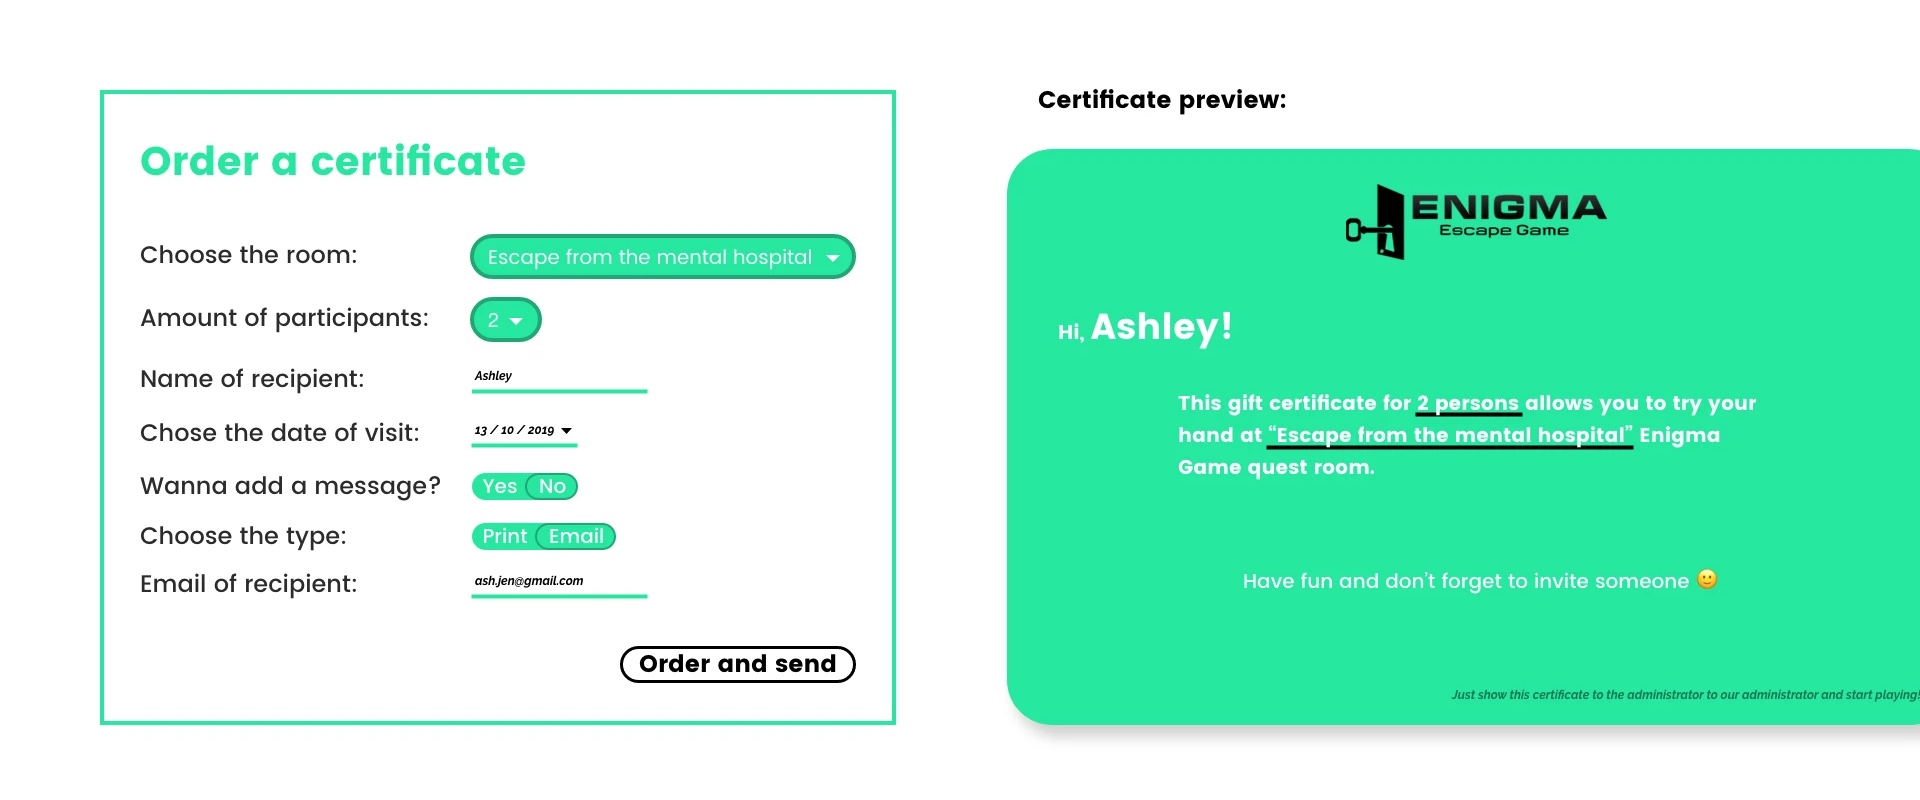 Order a certificate
Choose the room: Escape from the mental hospital
Amount of participants: 2
Name of recipient: Ashley
Chose the date of visit: 13 / 10 / 2019
Wanna add a message? Yes No
Choose the type: Print Email
Email of recipient: ash.jen@gmail.com
Order and send
Certificate preview:
ENIGMA
Escape Game
Hi, Ashley!
This gift certificate for 2 persons allows you to try your
hand at “Escape from the mental hospital” Enigma
Game quest room.
Have fun and don’t forget to invite someone 🙂
Just show this certificate to the administrator to our administrator and start playing!